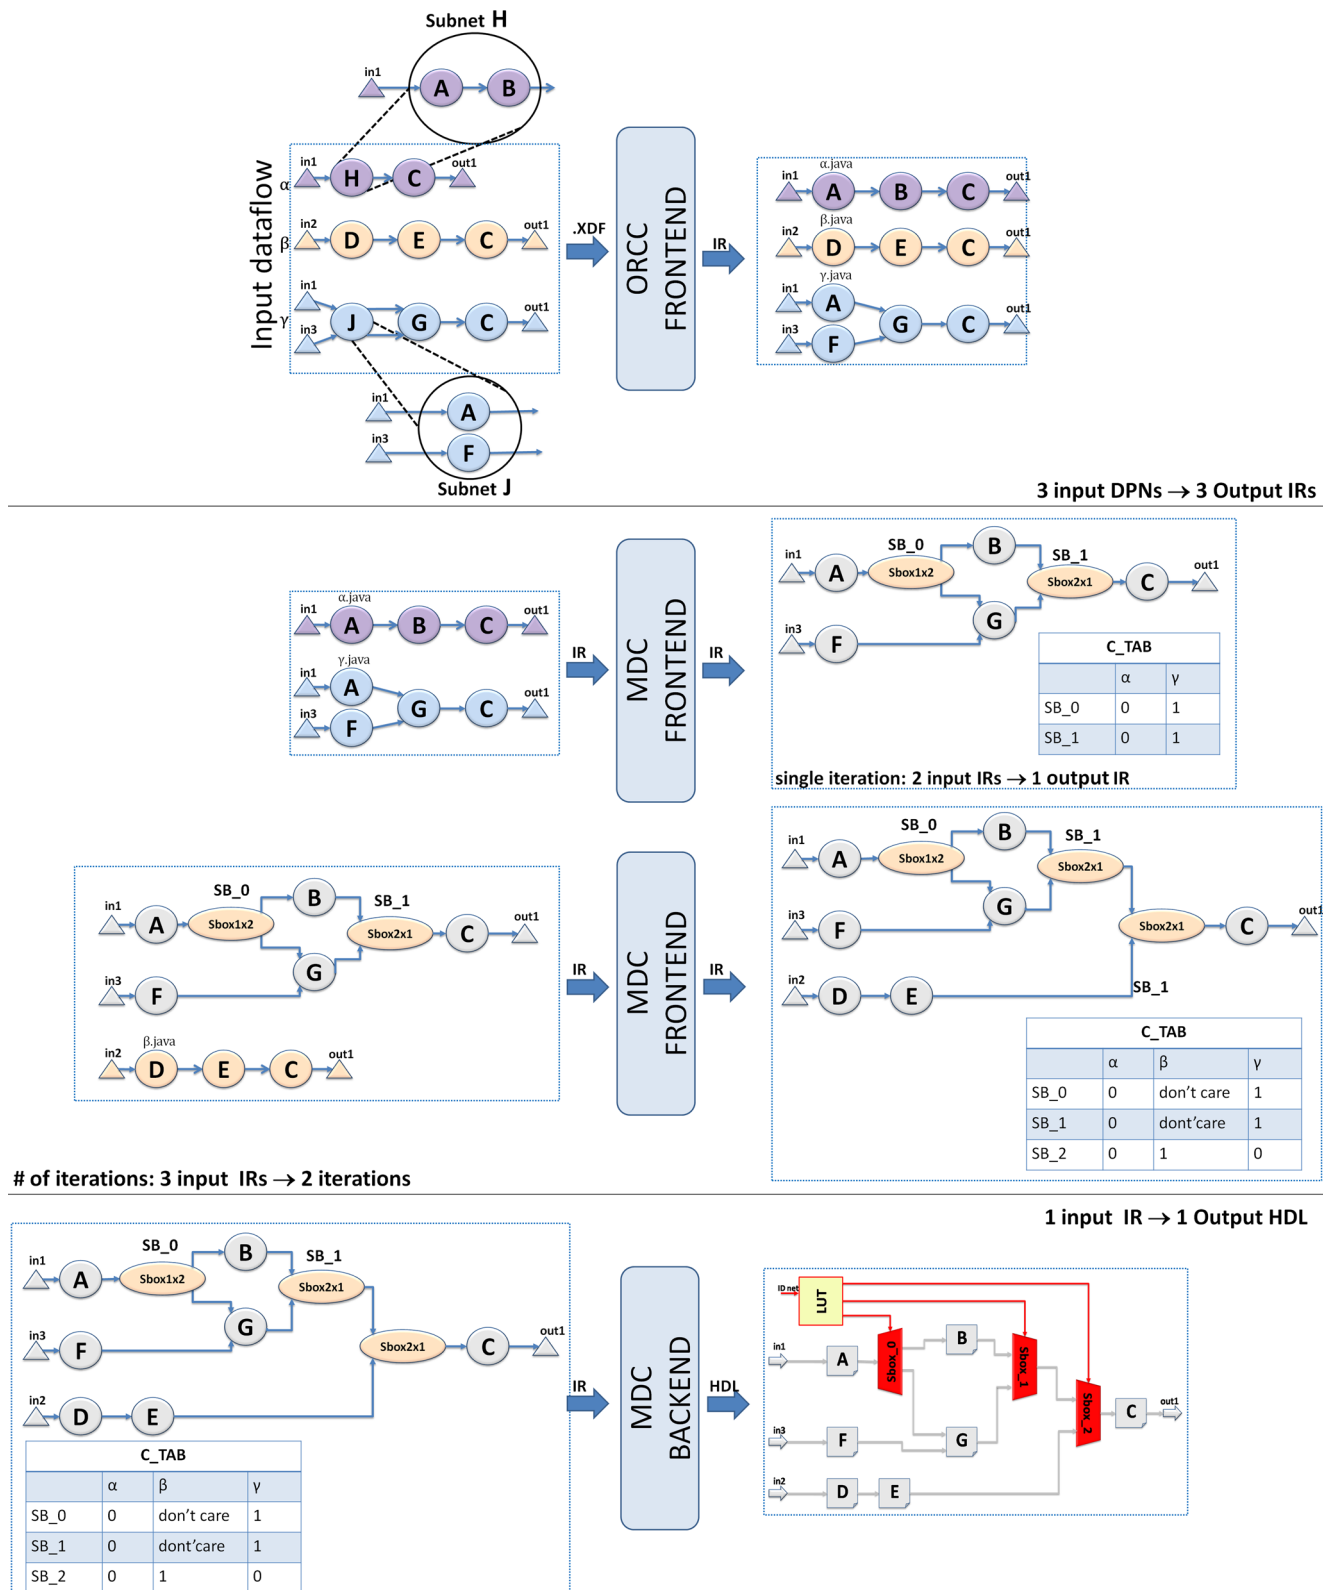 Subnet H
in1
A
B
Input dataflow
α
in1
H
C
out1
β
in2
D
E
C
out1
γ
in1
in3
J
G
C
out1
in1
A
in3
F
Subnet J
.XDF
ORCC
FRONTEND
IR
α.java
in1
A
B
C
out1
β.java
in2
D
E
C
out1
γ.java
in1
A
in3
F
G
C
out1
3 input DPNs → 3 Output IRs
α.java
in1
A
B
C
out1
γ.java
in1
A
in3
F
G
C
out1
IR
MDC
FRONTEND
IR
in1
A
SB_0
Sbox1x2
B
SB_1
Sbox2x1
C
out1
in3
F
G
C_TAB
α γ
SB_0 0 1
SB_1 0 1
single iteration: 2 input IRs → 1 output IR
in1
A
SB_0
Sbox1x2
B
SB_1
Sbox2x1
C
out1
in3
F
G
β.java
in2
D
E
C
out1
IR
MDC
FRONTEND
IR
in1
A
SB_0
Sbox1x2
B
SB_1
Sbox2x1
in3
F
G
Sbox2x1
C
out1
in2
D
E
SB_1
C_TAB
α β γ
SB_0 0 don't care 1
SB_1 0 dont'care 1
SB_2 0 1 0
# of iterations: 3 input IRs → 2 iterations
1 input IR → 1 Output HDL
in1
A
SB_0
Sbox1x2
B
SB_1
Sbox2x1
in3
F
G
Sbox2x1
C
out1
in2
D
E
C_TAB
α β γ
SB_0 0 don't care 1
SB_1 0 dont'care 1
SB_2 0 1 0
IR
MDC
BACKEND
HDL
ID net
LUT
in1
A
Sbox_0
B
Sbox_1
in3
F
G
Sbox_2
C
out1
in2
D
E